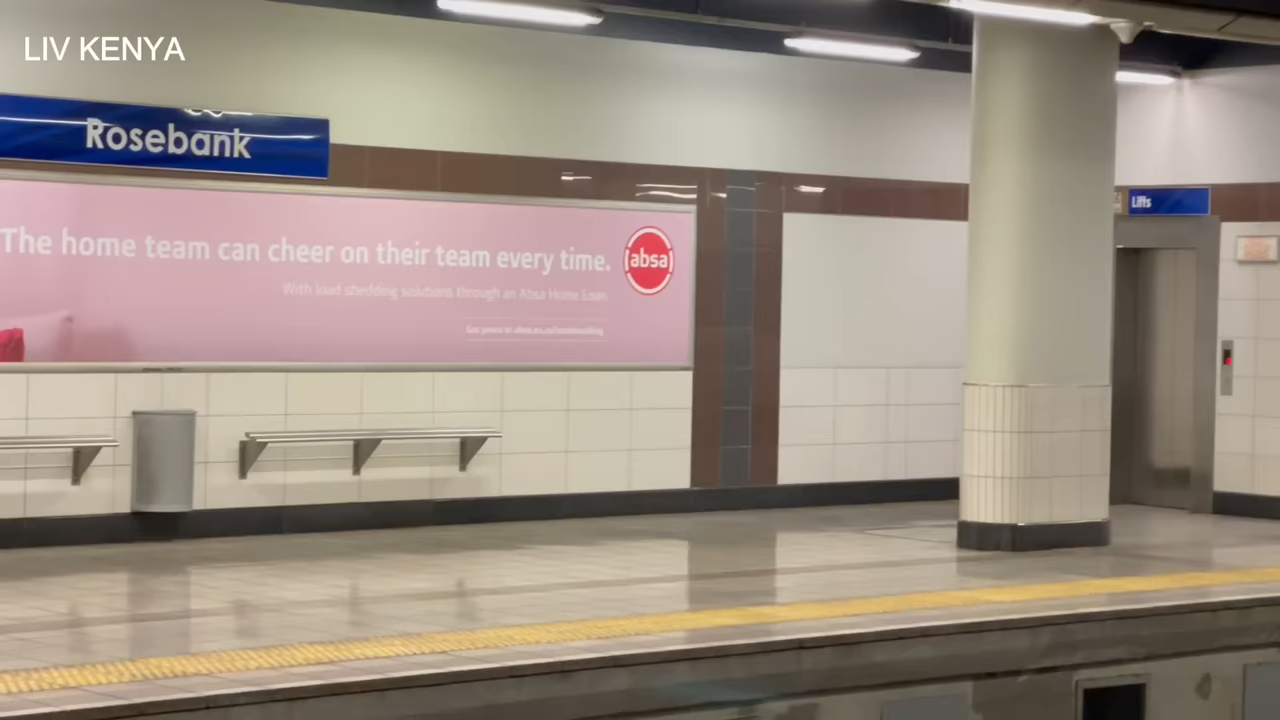 LIV KENYA
Rosebank
Lifts
The home team can cheer on their team every time.
absa
With load shedding solutions through an Absa Home Loan